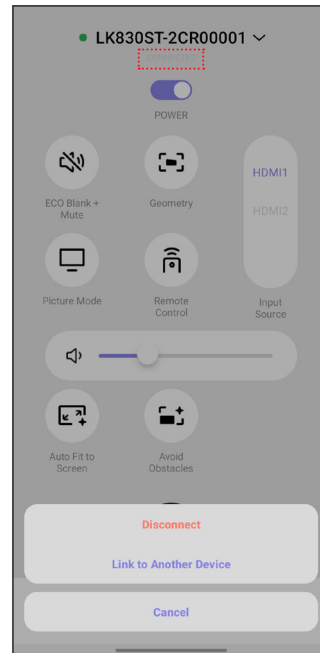 LK830ST-2CR00001
CONNECTED
POWER
ECO Blank +
Mute
Geometry
HDMI1
HDMI2
Picture Mode
Remote
Control
Input
Source
Auto Fit to
Screen
Avoid
Obstacles
Disconnect
Link to Another Device
Cancel